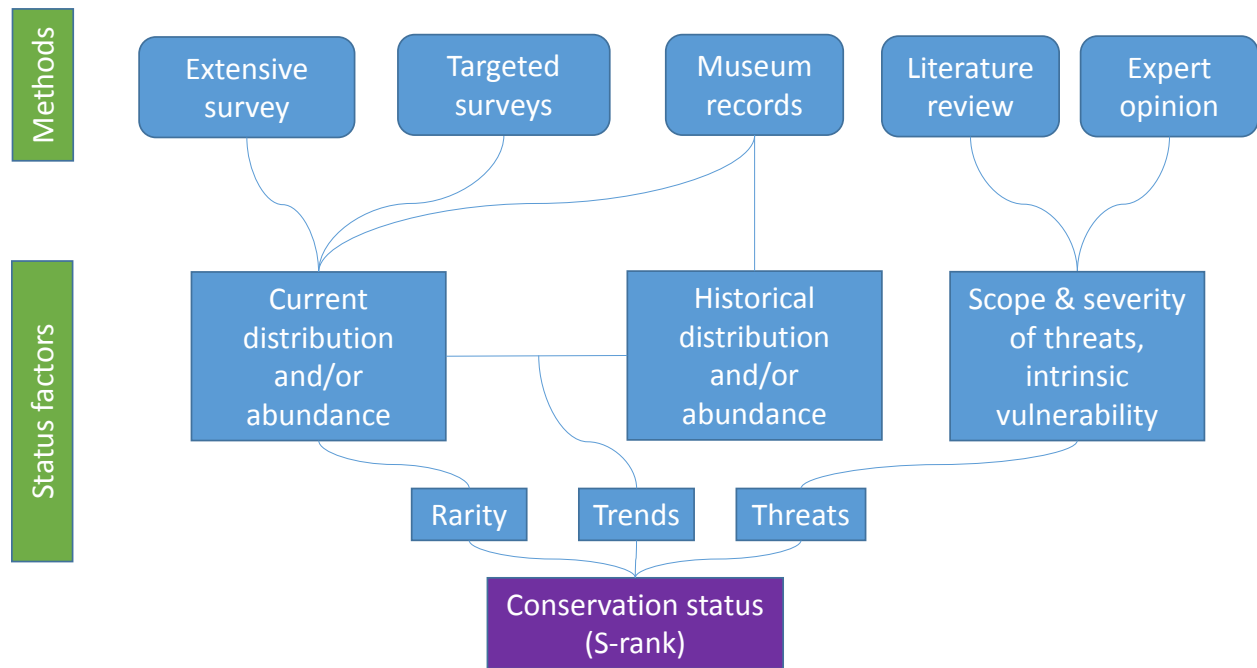 Methods
Extensive
survey
Targeted
surveys
Museum
records
Literature
review
Expert
opinion
Status factors
Current
distribution
and/or
abundance
Historical
distribution
and/or
abundance
Scope & severity
of threats,
intrinsic
vulnerability
Rarity
Trends
Threats
Conservation status
(S-rank)